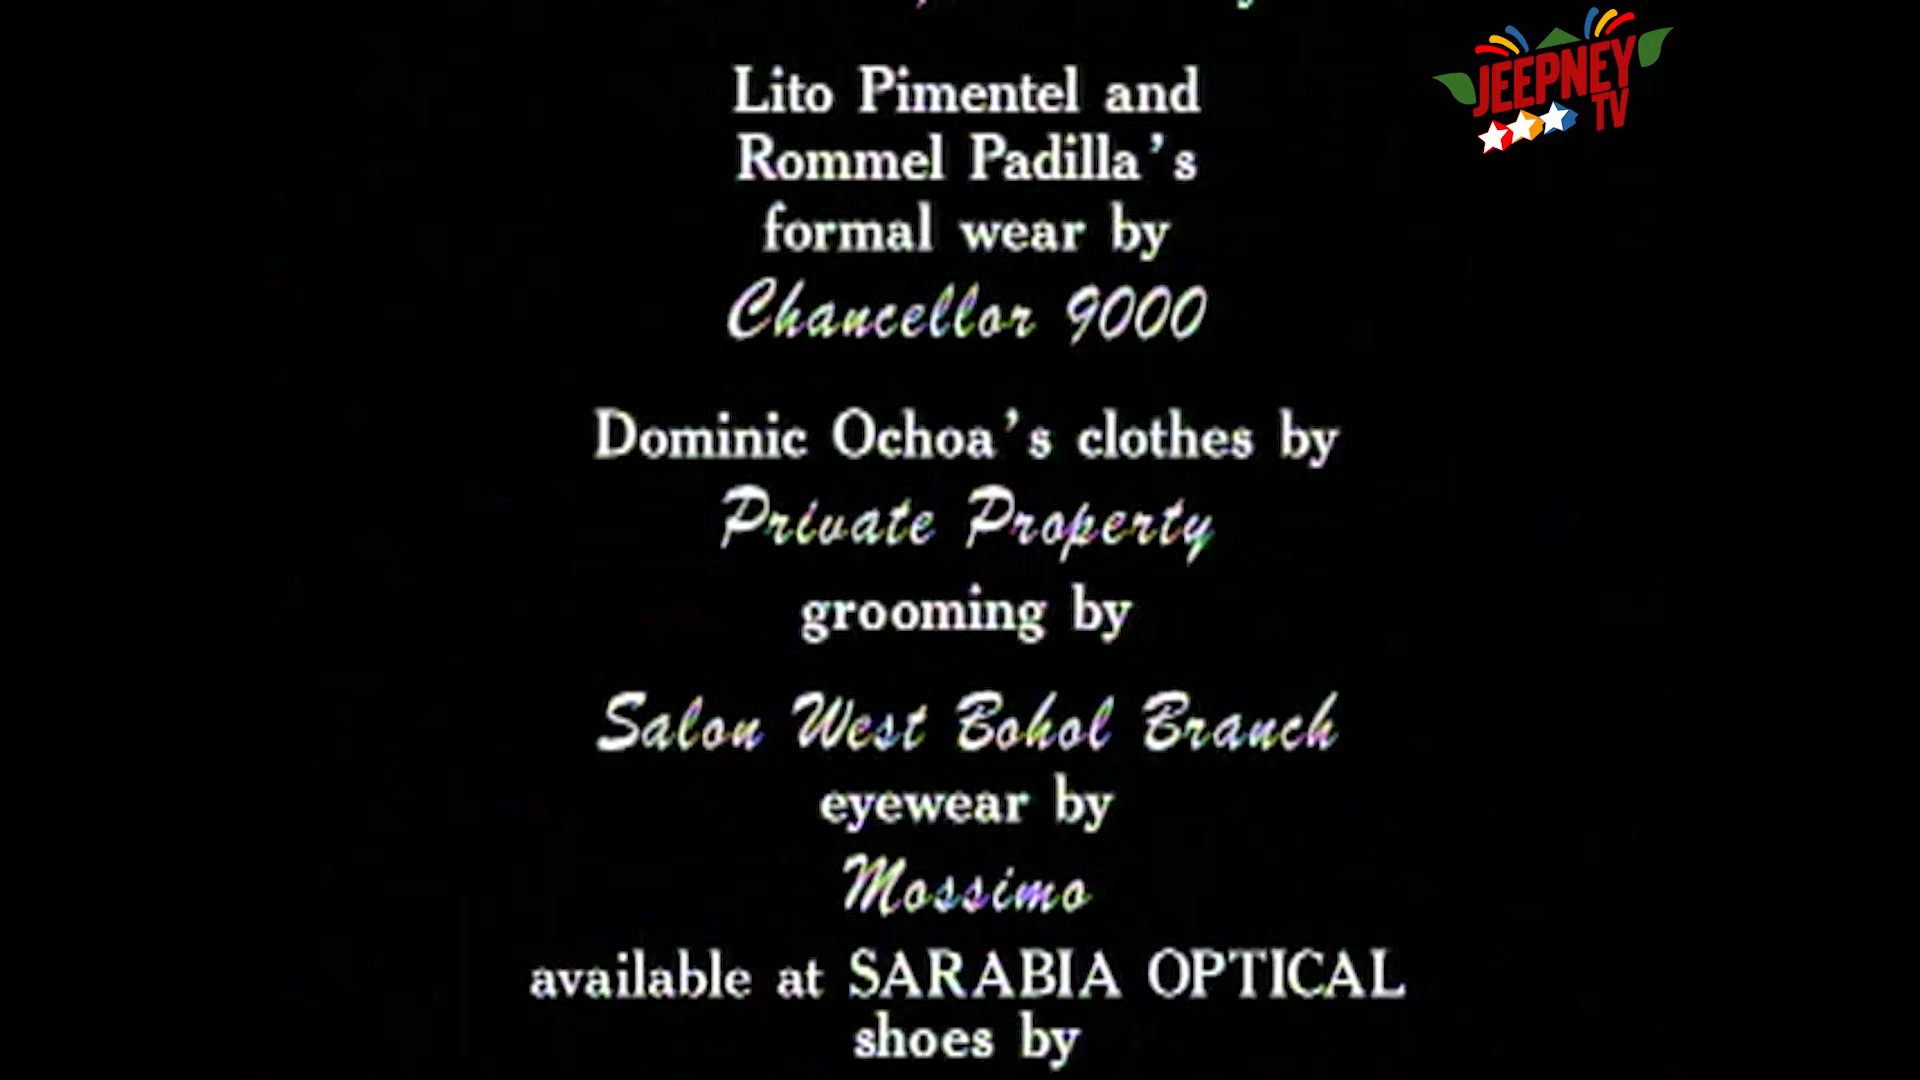 JEEPNEY
TV
Lito Pimentel and
Rommel Padilla's
formal wear by
Chancellor 9000
Dominic Ochoa's clothes by
Private Property
grooming by
Salon West Bohol Branch
eyewear by
Mossimo
available at SARABIA OPTICAL
shoes by